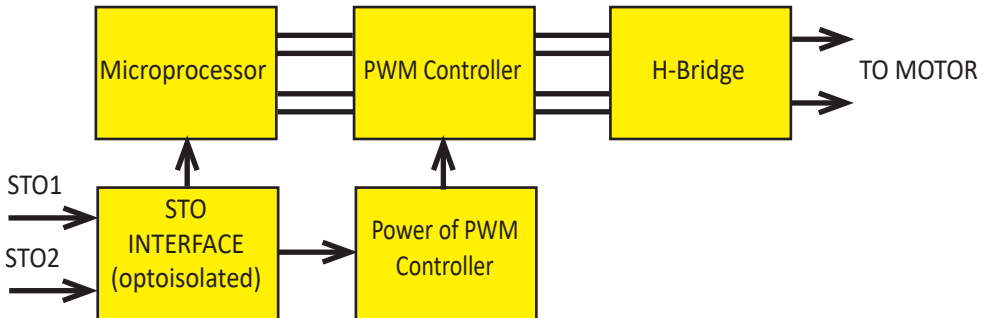 Microprocessor
PWM Controller
H-Bridge
TO MOTOR
STO1
STO2
STO
INTERFACE
(optoisolated)
Power of PWM
Controller